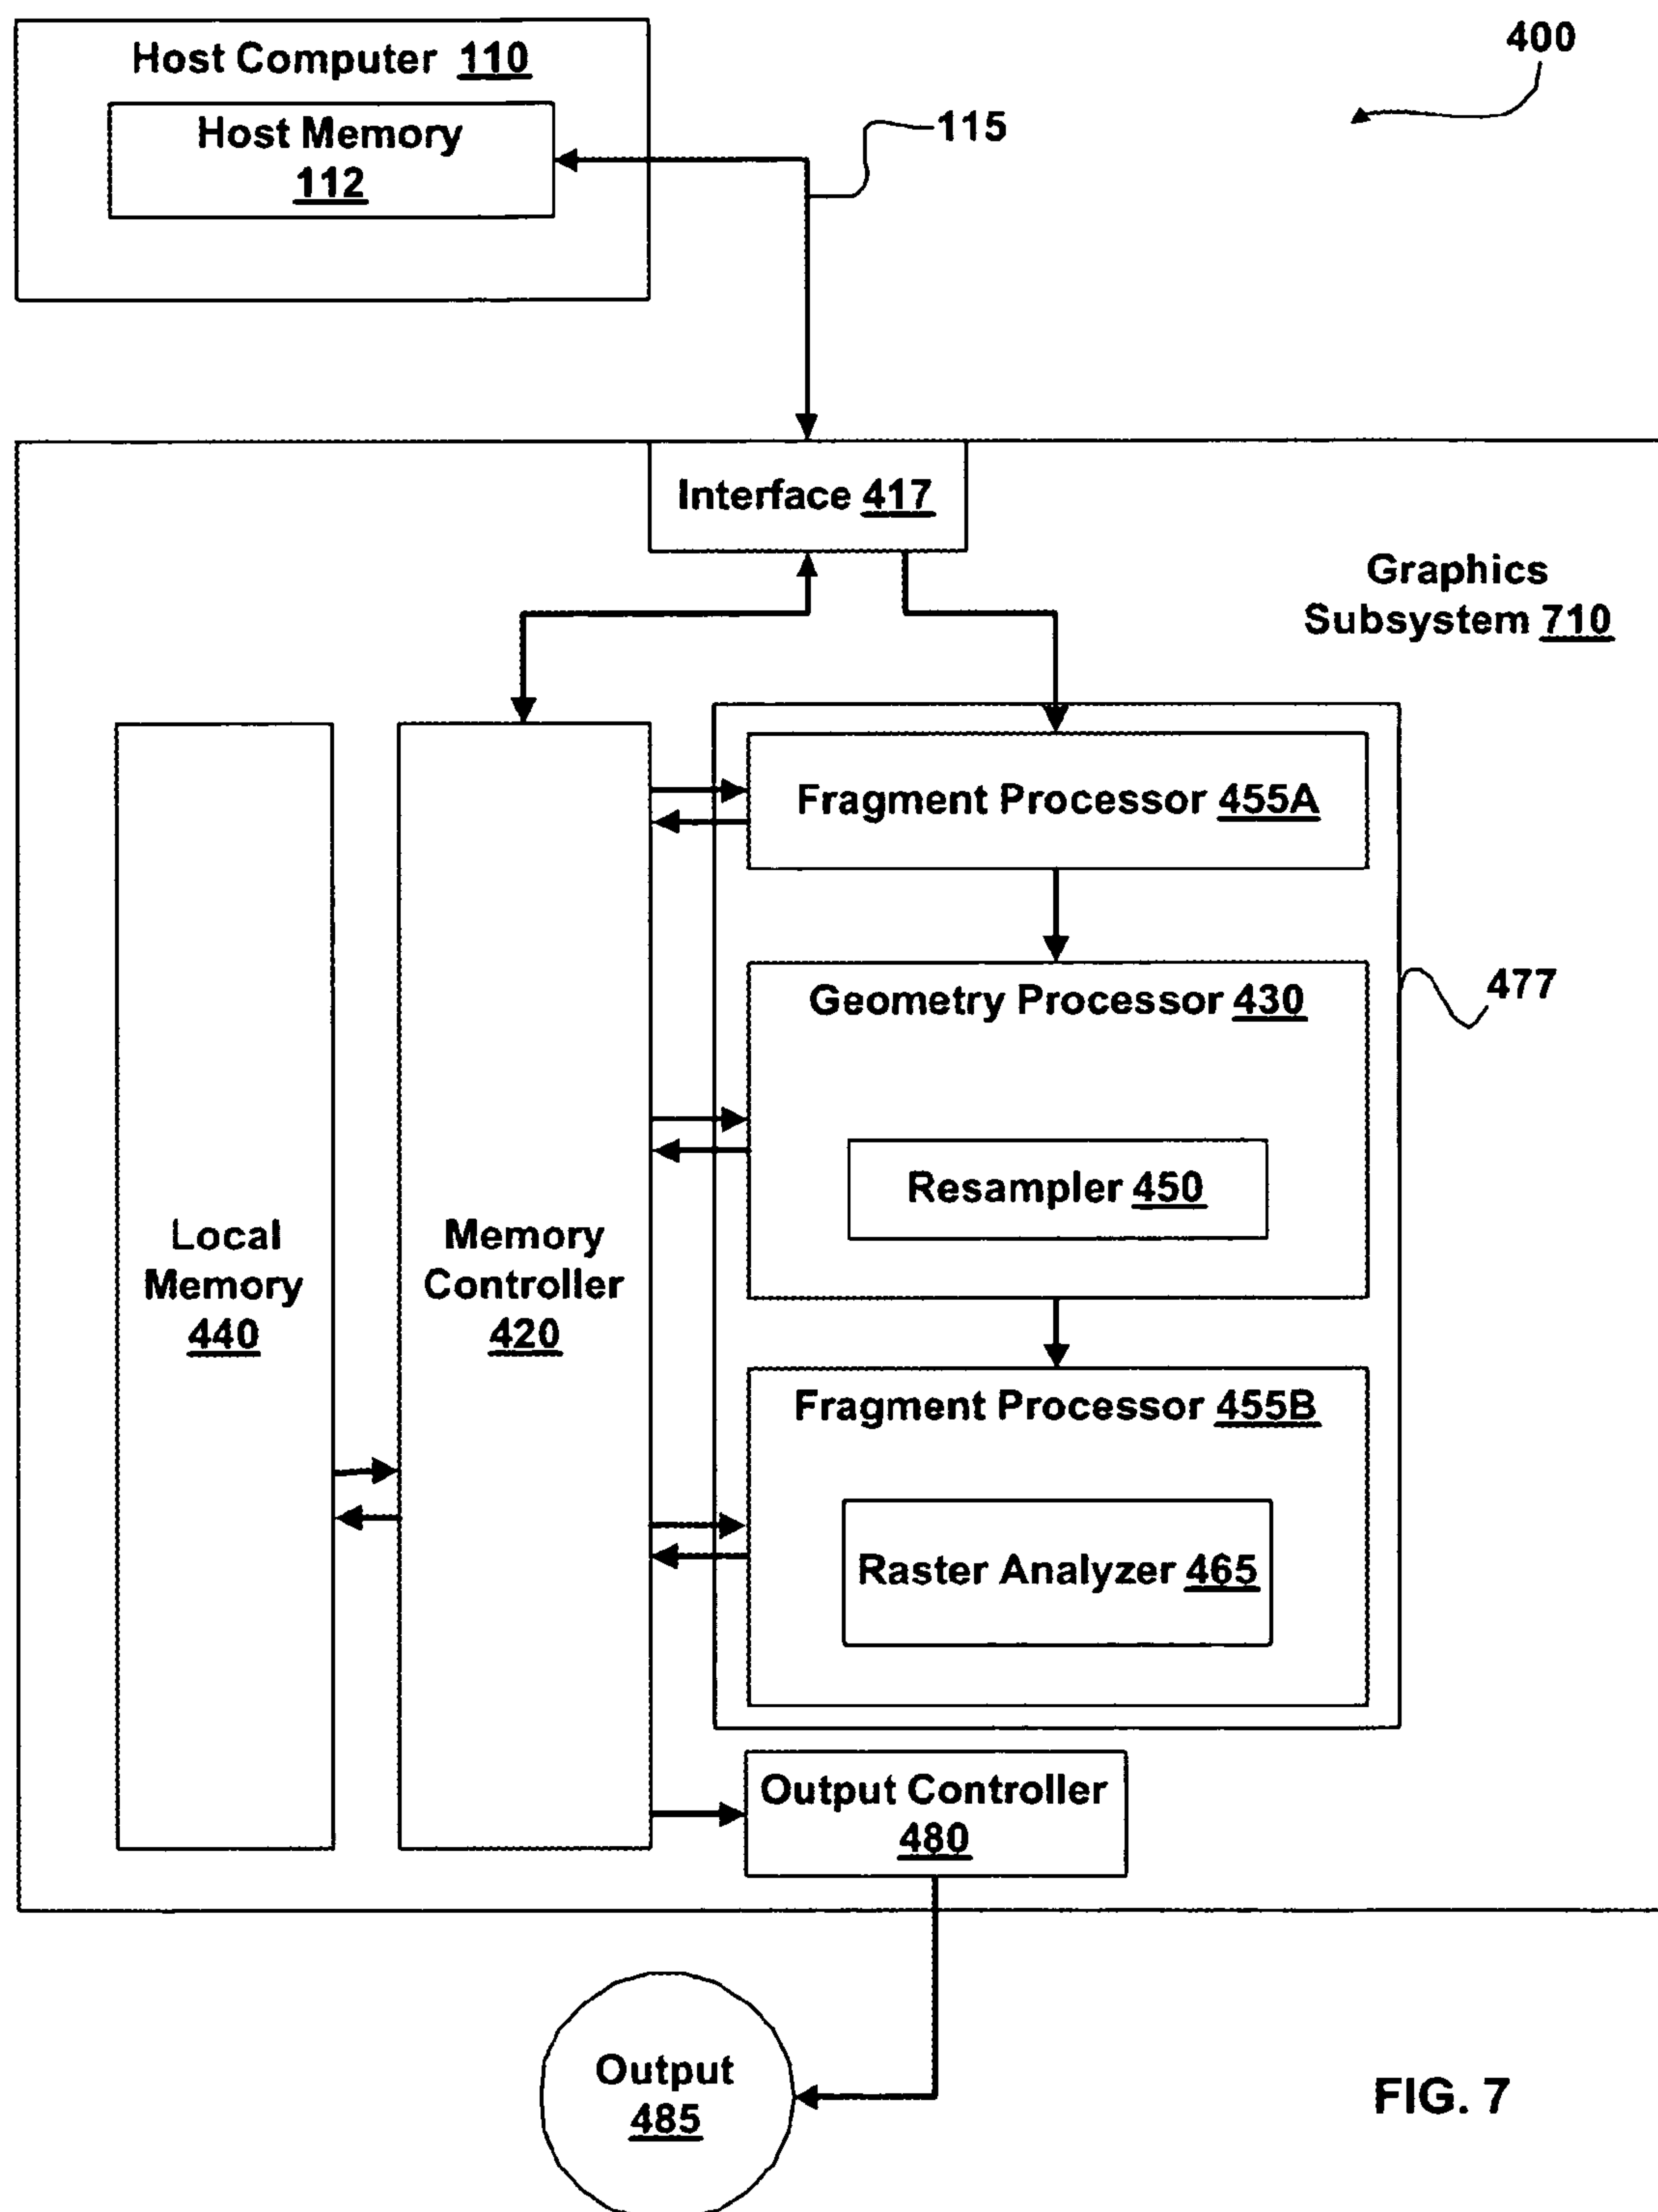 Host Computer 110
400
Host Memory
112
115
Interface 417
Graphics
Subsystem 710
Fragment Processor 455A
Geometry Processor 430
477
Resampler 450
Local
Memory
440
Memory
Controller
420
Fragment Processor 455B
Raster Analyzer 465
Output Controller
480
Output
485
FIG. 7